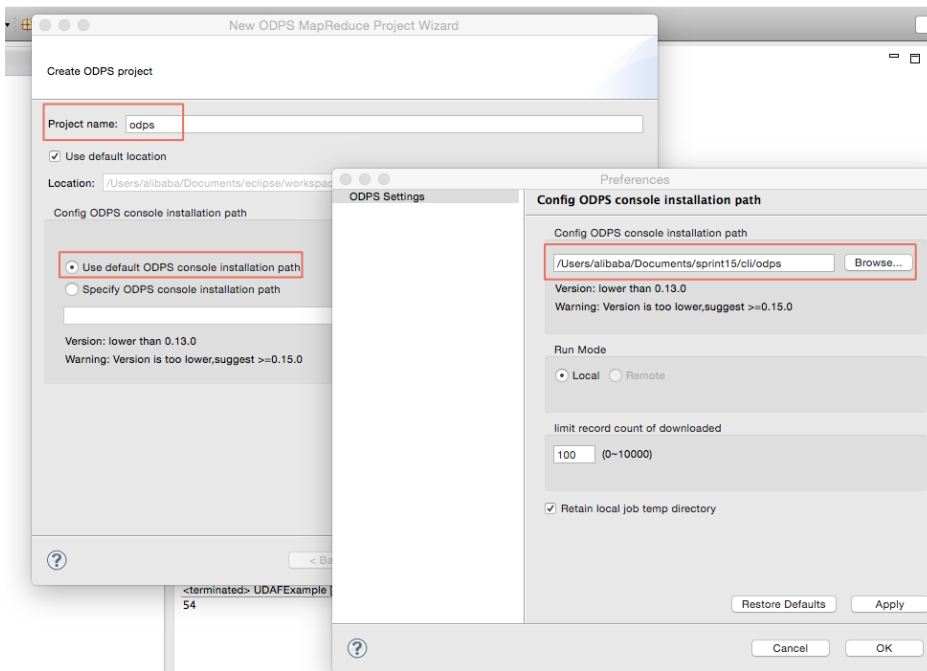 New ODPS MapReduce Project Wizard
Create ODPS project
Project name: odps
Use default location
Location: /Users/alibaba/Documents/eclipse/workspac
Config ODPS console installation path
Use default ODPS console installation path
Specify ODPS console installation path
Version: lower than 0.13.0
Warning: Version is too lower,suggest >=0.15.0
?
< Ba
<terminated> UDAFExample [
54
Preferences
ODPS Settings
Config ODPS console installation path
Config ODPS console installation path
/Users/alibaba/Documents/sprint15/cli/odps Browse...
Version: lower than 0.13.0
Warning: Version is too lower,suggest >=0.15.0
Run Mode
Local Remote
limit record count of downloaded
100 (0~10000)
Retain local job temp directory
Restore Defaults Apply
? Cancel OK